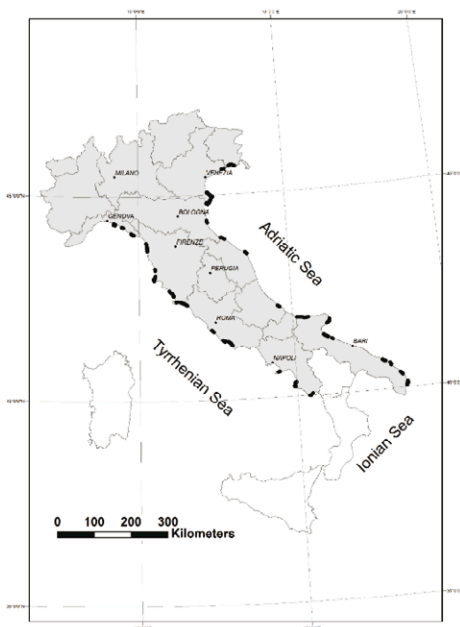 MILANO
VENEZIA
GENOVA
BOLOGNA
FIRENZE
Adriatic Sea
PERUGIA
ROMA
BARI
NAPOLI
Tyrrhenian Sea
Ionian Sea
0 100 200 300
Kilometers